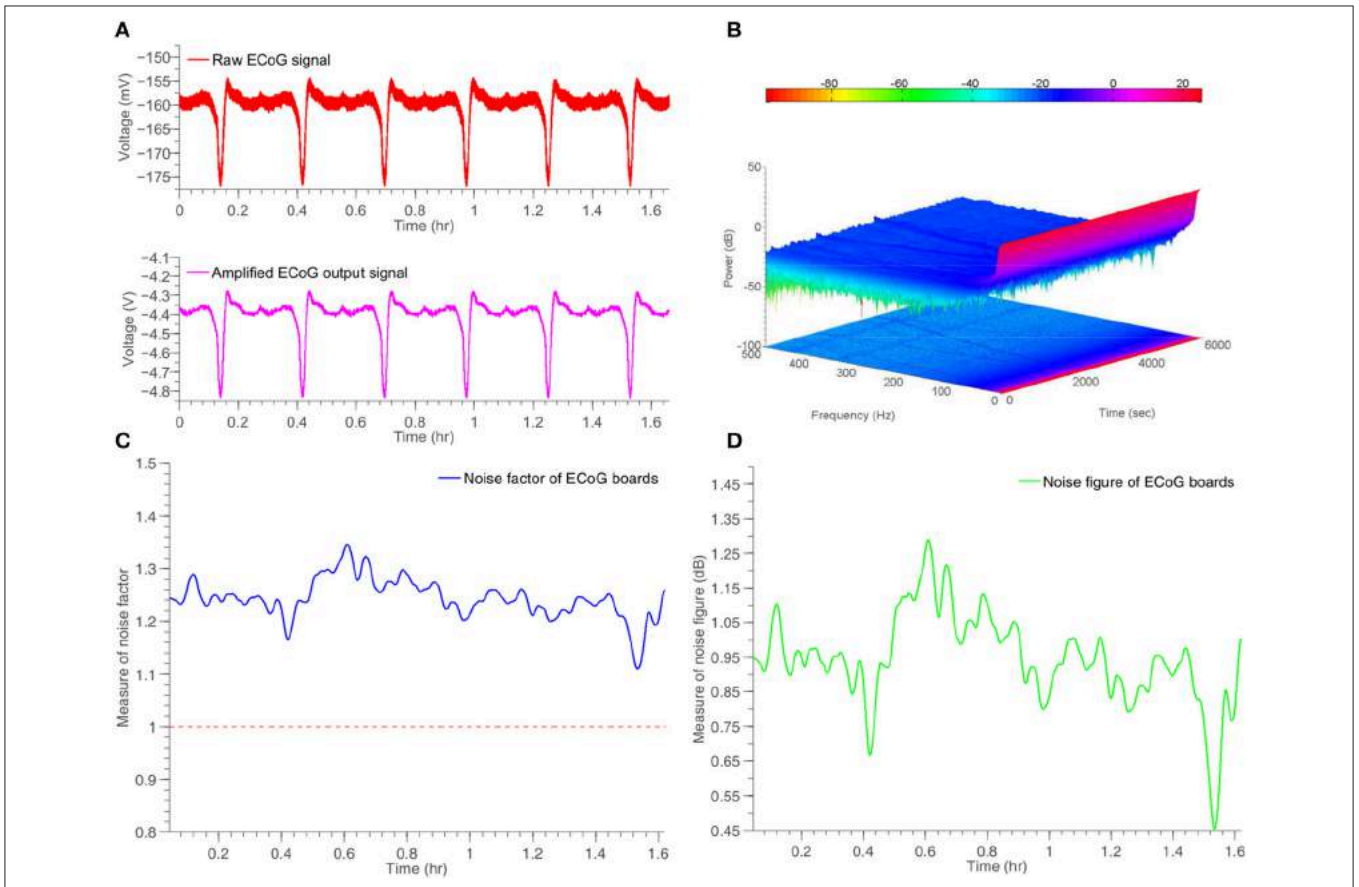 A
Raw ECoG signal
−150
−155
−160
−165
−170
−175
Voltage (mV)
0 0.2 0.4 0.6 0.8 1 1.2 1.4 1.6
Time (hr)
Amplified ECoG output signal
−4.1
−4.2
−4.3
−4.4
−4.5
−4.6
−4.7
−4.8
Voltage (V)
0 0.2 0.4 0.6 0.8 1 1.2 1.4 1.6
Time (hr)
B
−80 −60 −40 −20 0 20
50
0
−50
−100
Power (dB)
500 400 300 200 100 0
Frequency (Hz)
0 2000 4000 6000
Time (sec)
C
Noise factor of ECoG boards
1.5
1.4
1.3
1.2
1.1
1
0.9
0.8
Measure of noise factor
0.2 0.4 0.6 0.8 1 1.2 1.4 1.6
Time (hr)
D
Noise figure of ECoG boards
1.45
1.35
1.25
1.15
1.05
0.95
0.85
0.75
0.65
0.55
0.45
Measure of noise figure (dB)
0.2 0.4 0.6 0.8 1 1.2 1.4 1.6
Time (hr)